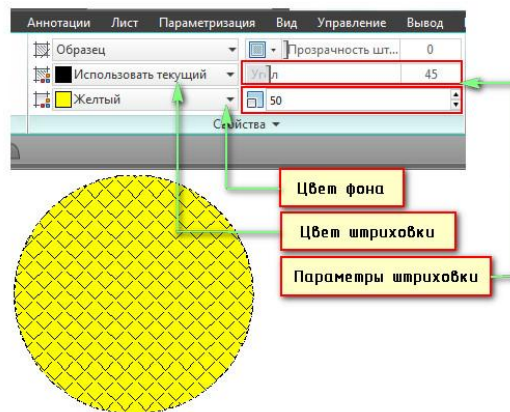 Аннотации Лист Параметризация Вид Управление Вывод
Образец Прозрачность шт... 0
Использовать текущий Угол 45
Желтый 50
Свойства
Цвет фона
Цвет штриховки
Параметры штриховки